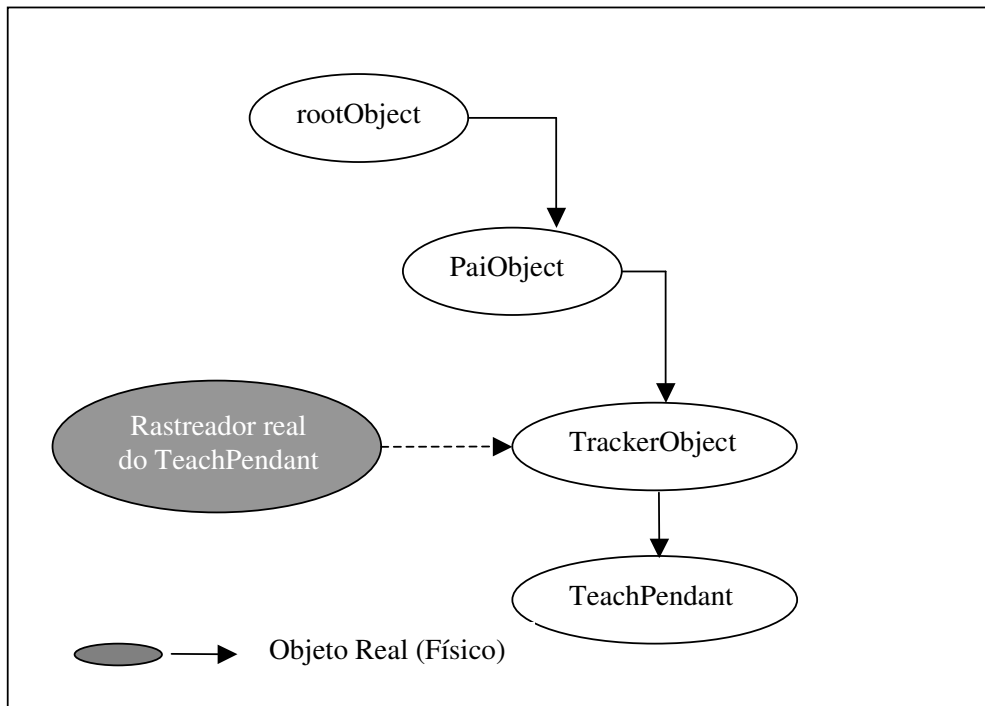 rootObject
PaiObject
Rastreador real
do TeachPendant
TrackerObject
TeachPendant
Objeto Real (Físico)